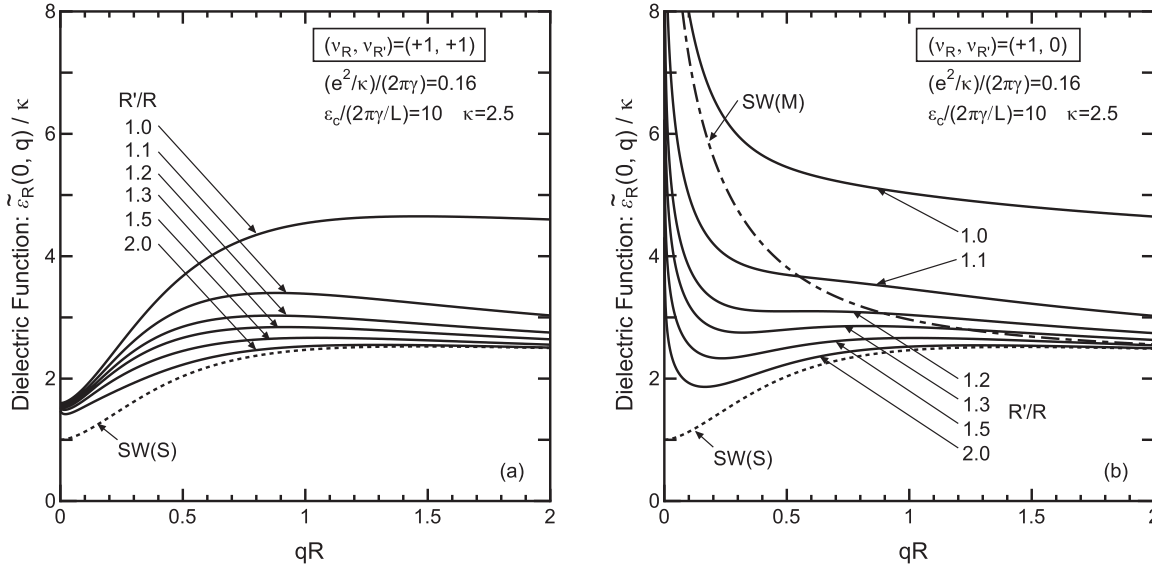 Dielectric Function: ε̃_R(0, q) / κ
8
6
4
2
0
(ν_R, ν_R')=(+1, +1)
(e²/κ)/(2πγ)=0.16
ε_c/(2πγ/L)=10 κ=2.5
R'/R
1.0
1.1
1.2
1.3
1.5
2.0
SW(S)
(a)
0
0.5
1
1.5
2
qR
Dielectric Function: ε̃_R(0, q) / κ
8
6
4
2
0
(ν_R, ν_R')=(+1, 0)
(e²/κ)/(2πγ)=0.16
ε_c/(2πγ/L)=10 κ=2.5
SW(M)
1.0
1.1
1.2
1.3
R'/R
1.5
2.0
SW(S)
(b)
0
0.5
1
1.5
2
qR